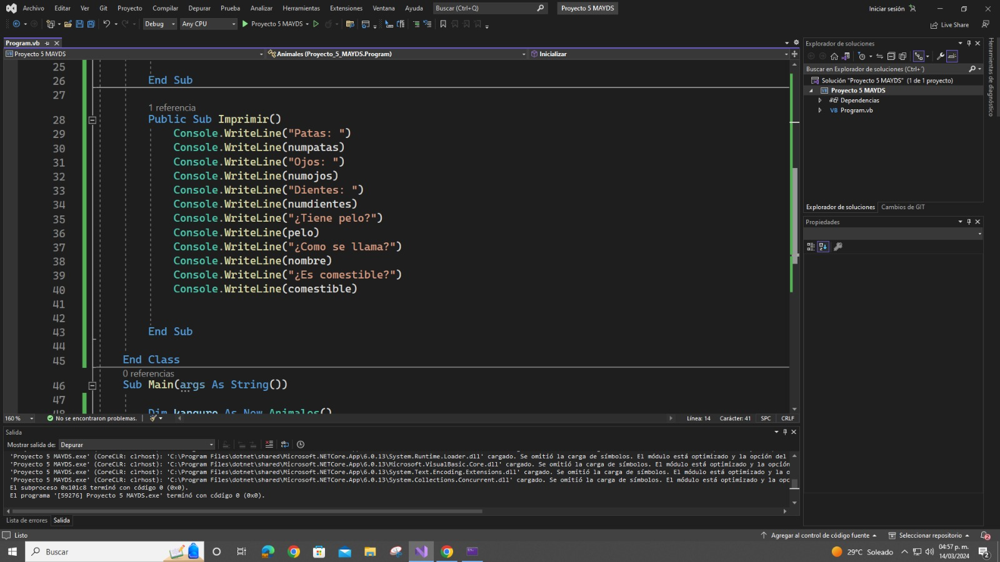 Archivo Editar Ver Git Proyecto Compilar Depurar Prueba Analizar Herramientas Extensiones Ventana Ayuda Buscar (Ctrl+Q) Proyecto 5 MAYDS Iniciar sesión
Debug Any CPU Proyecto 5 MAYDS Live Share
Program.vb
Proyecto 5 MAYDS Animales (Proyecto_5_MAYDS.Program) Inicializar
25
26 End Sub
27
1 referencia
28 Public Sub Imprimir()
29 Console.WriteLine("Patas: ")
30 Console.WriteLine(numpatas)
31 Console.WriteLine("Ojos: ")
32 Console.WriteLine(numojos)
33 Console.WriteLine("Dientes: ")
34 Console.WriteLine(numdientes)
35 Console.WriteLine("¿Tiene pelo?")
36 Console.WriteLine(pelo)
37 Console.WriteLine("¿Como se llama?")
38 Console.WriteLine(nombre)
39 Console.WriteLine("¿Es comestible?")
40 Console.WriteLine(comestible)
41
42
43 End Sub
44
45 End Class
0 referencias
46 Sub Main(args As String())
47
48 Dim kanguro As New Animales()
160 % No se encontraron problemas. Línea: 14 Carácter: 41 SPC CRLF
Salida
Mostrar salida de: Depurar
'Proyecto 5 MAYDS.exe' (CoreCLR: clrhost): 'C:\Program Files\dotnet\shared\Microsoft.NETCore.App\6.0.13\System.Runtime.Loader.dll' cargado. Se omitió la carga de símbolos. El módulo está optimizado y la opción del
'Proyecto 5 MAYDS.exe' (CoreCLR: clrhost): 'C:\Program Files\dotnet\shared\Microsoft.NETCore.App\6.0.13\Microsoft.VisualBasic.Core.dll' cargado. Se omitió la carga de símbolos. El módulo está optimizado y la opción
'Proyecto 5 MAYDS.exe' (CoreCLR: clrhost): 'C:\Program Files\dotnet\shared\Microsoft.NETCore.App\6.0.13\System.Text.Encoding.Extensions.dll' cargado. Se omitió la carga de símbolos. El módulo está optimizado y la o
'Proyecto 5 MAYDS.exe' (CoreCLR: clrhost): 'C:\Program Files\dotnet\shared\Microsoft.NETCore.App\6.0.13\System.Collections.Concurrent.dll' cargado. Se omitió la carga de símbolos. El módulo está optimizado y la opc
El subproceso 0x101c8 terminó con código 0 (0x0).
El programa '[59276] Proyecto 5 MAYDS.exe' terminó con código 0 (0x0).
Lista de errores Salida
Explorador de soluciones
Buscar en Explorador de soluciones (Ctrl+´)
Solución "Proyecto 5 MAYDS" (1 de 1 proyecto)
VB Proyecto 5 MAYDS
Dependencias
VB Program.vb
Explorador de soluciones Cambios de GIT
Propiedades
Herramientas de diagnóstico
Listo Agregar al control de código fuente Seleccionar repositorio 2
Buscar 29°C Soleado 04:57 p. m.
14/03/2024 2